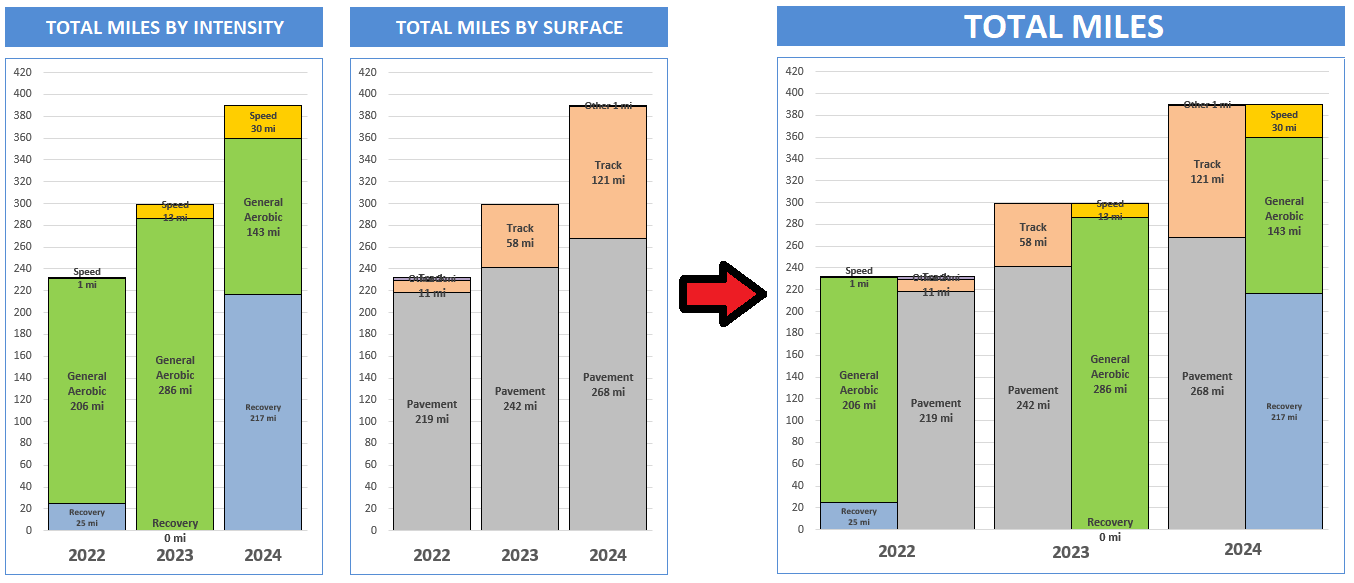 TOTAL MILES BY INTENSITY
420
400
380
360
340
320
300
280
260
240
220
200
180
160
140
120
100
80
60
40
20
0
Speed
1 mi
General
Aerobic
206 mi
Recovery
25 mi
Speed
13 mi
General
Aerobic
286 mi
Recovery
0 mi
Speed
30 mi
General
Aerobic
143 mi
Recovery
217 mi
2022
2023
2024
TOTAL MILES BY SURFACE
420
400
380
360
340
320
300
280
260
240
220
200
180
160
140
120
100
80
60
40
20
0
Track
11 mi
Pavement
219 mi
Track
58 mi
Pavement
242 mi
Other 1 mi
Track
121 mi
Pavement
268 mi
2022
2023
2024
TOTAL MILES
420
400
380
360
340
320
300
280
260
240
220
200
180
160
140
120
100
80
60
40
20
0
Speed
1 mi
General
Aerobic
206 mi
Recovery
25 mi
Track
11 mi
Pavement
219 mi
Track
58 mi
Pavement
242 mi
Speed
13 mi
General
Aerobic
286 mi
Recovery
0 mi
Other 1 mi
Track
121 mi
Pavement
268 mi
Speed
30 mi
General
Aerobic
143 mi
Recovery
217 mi
2022
2023
2024